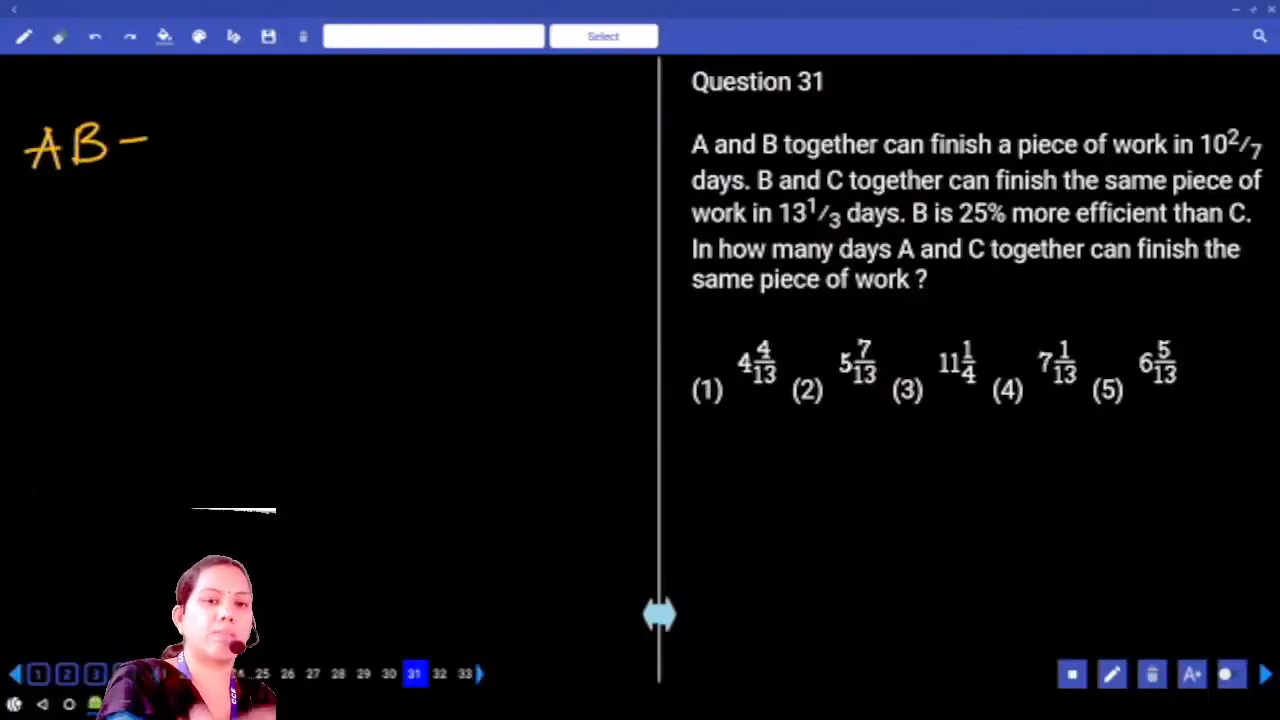 Select
AB -
Question 31
A and B together can finish a piece of work in 10 2/7
days. B and C together can finish the same piece of
work in 13 1/3 days. B is 25% more efficient than C.
In how many days A and C together can finish the
same piece of work ?
(1) 4 4/13 (2) 5 7/13 (3) 11 1/4 (4) 7 1/13 (5) 6 5/13
1 2 3 25 26 27 28 29 30 31 32 33
A+